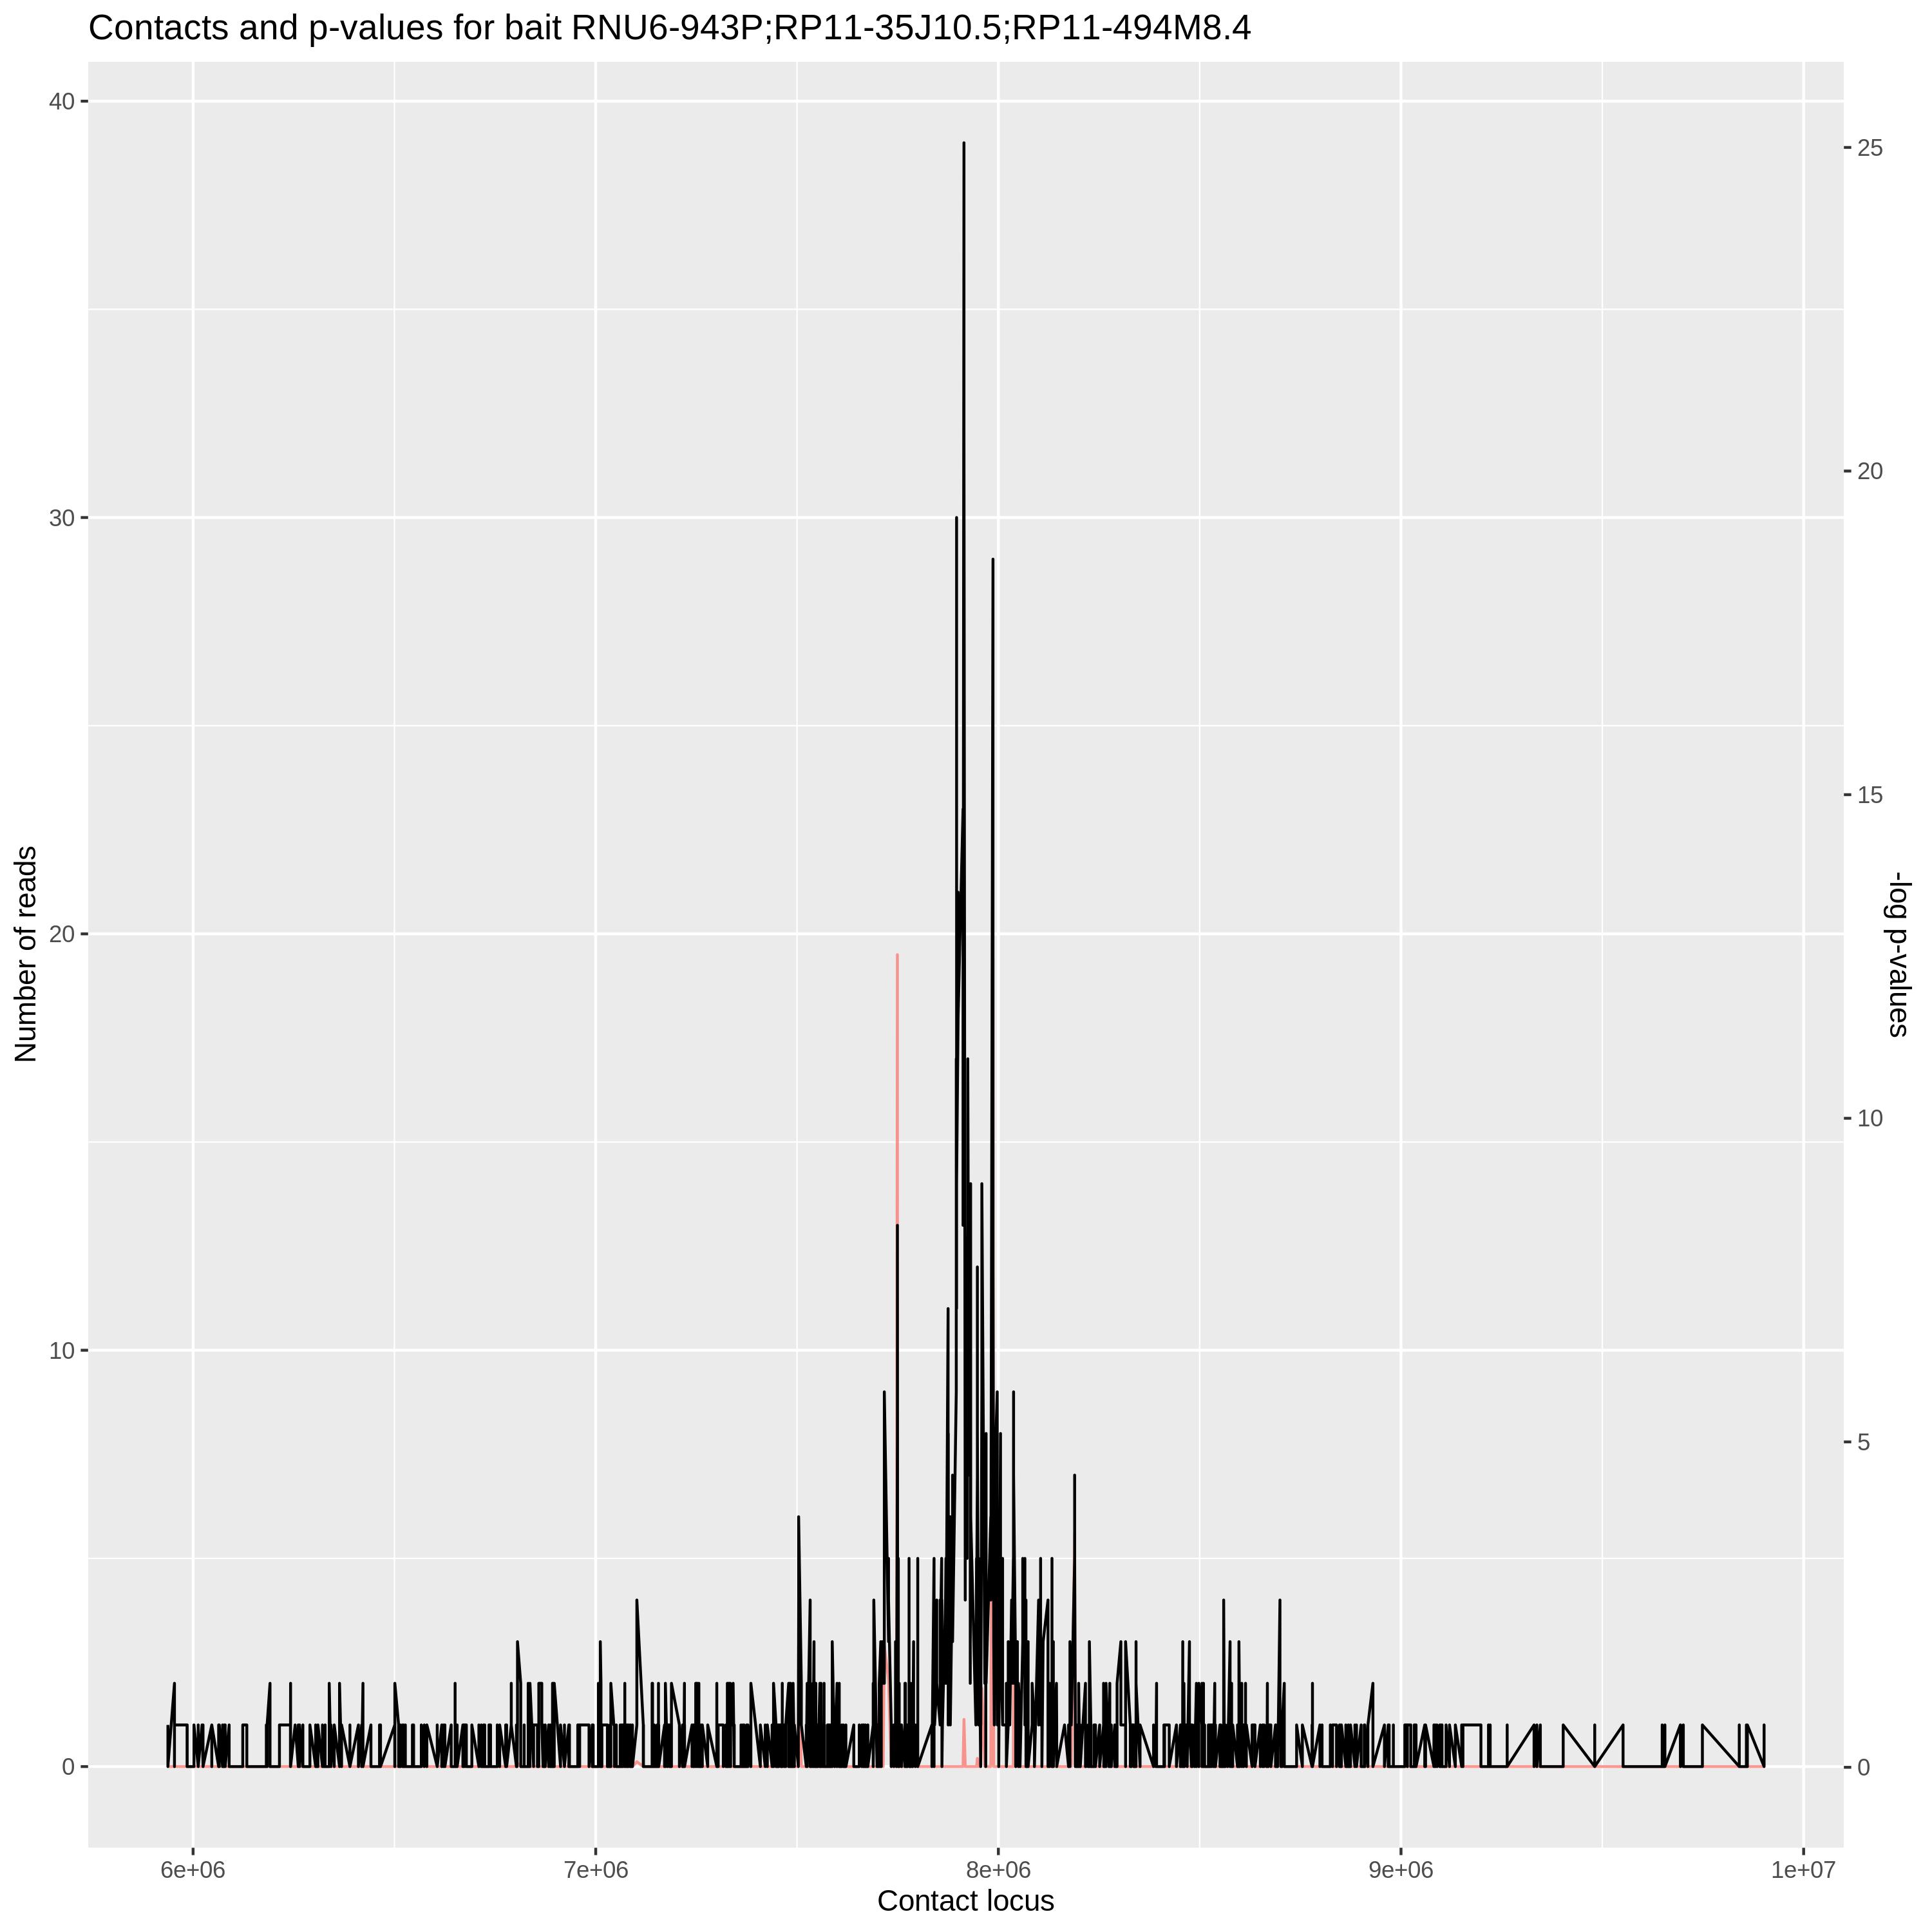 Contacts and p-values for bait RNU6-943P;RP11-35J10.5;RP11-494M8.4
40
30
20
10
0
Number of reads
25
20
15
10
5
0
-log p-values
6e+06
7e+06
8e+06
9e+06
1e+07
Contact locus